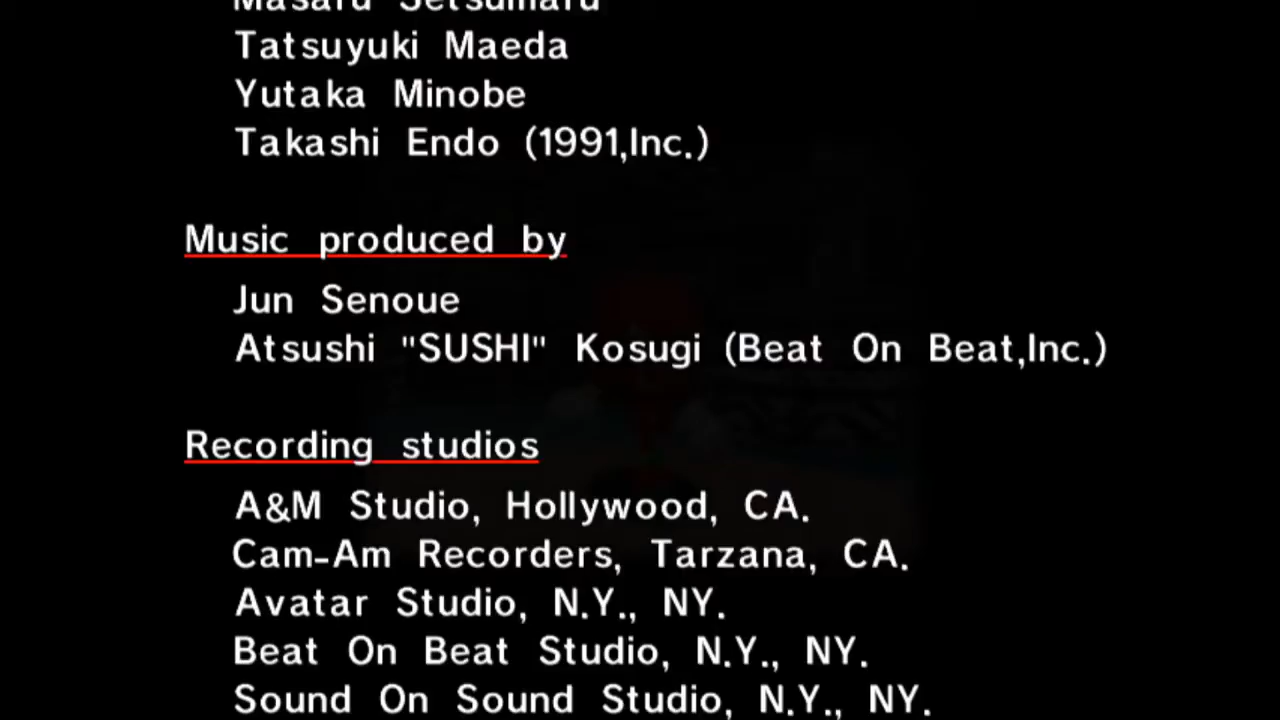 Masaru Setsumaru
Tatsuyuki Maeda
Yutaka Minobe
Takashi Endo (1991,Inc.)
Music produced by
Jun Senoue
Atsushi "SUSHI" Kosugi (Beat On Beat,Inc.)
Recording studios
A&M Studio, Hollywood, CA.
Cam-Am Recorders, Tarzana, CA.
Avatar Studio, N.Y., NY.
Beat On Beat Studio, N.Y., NY.
Sound On Sound Studio, N.Y., NY.